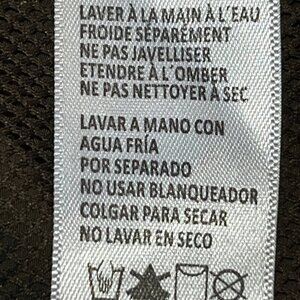 LAVER À LA MAIN À L'EAU
FROIDE SÉPARÉMENT
NE PAS JAVELLISER
ETENDRE À L'OMBER
NE PAS NETTOYER À SEC
LAVAR A MANO CON
AGUA FRÍA
POR SEPARADO
NO USAR BLANQUEADOR
COLGAR PARA SECAR
NO LAVAR EN SECO